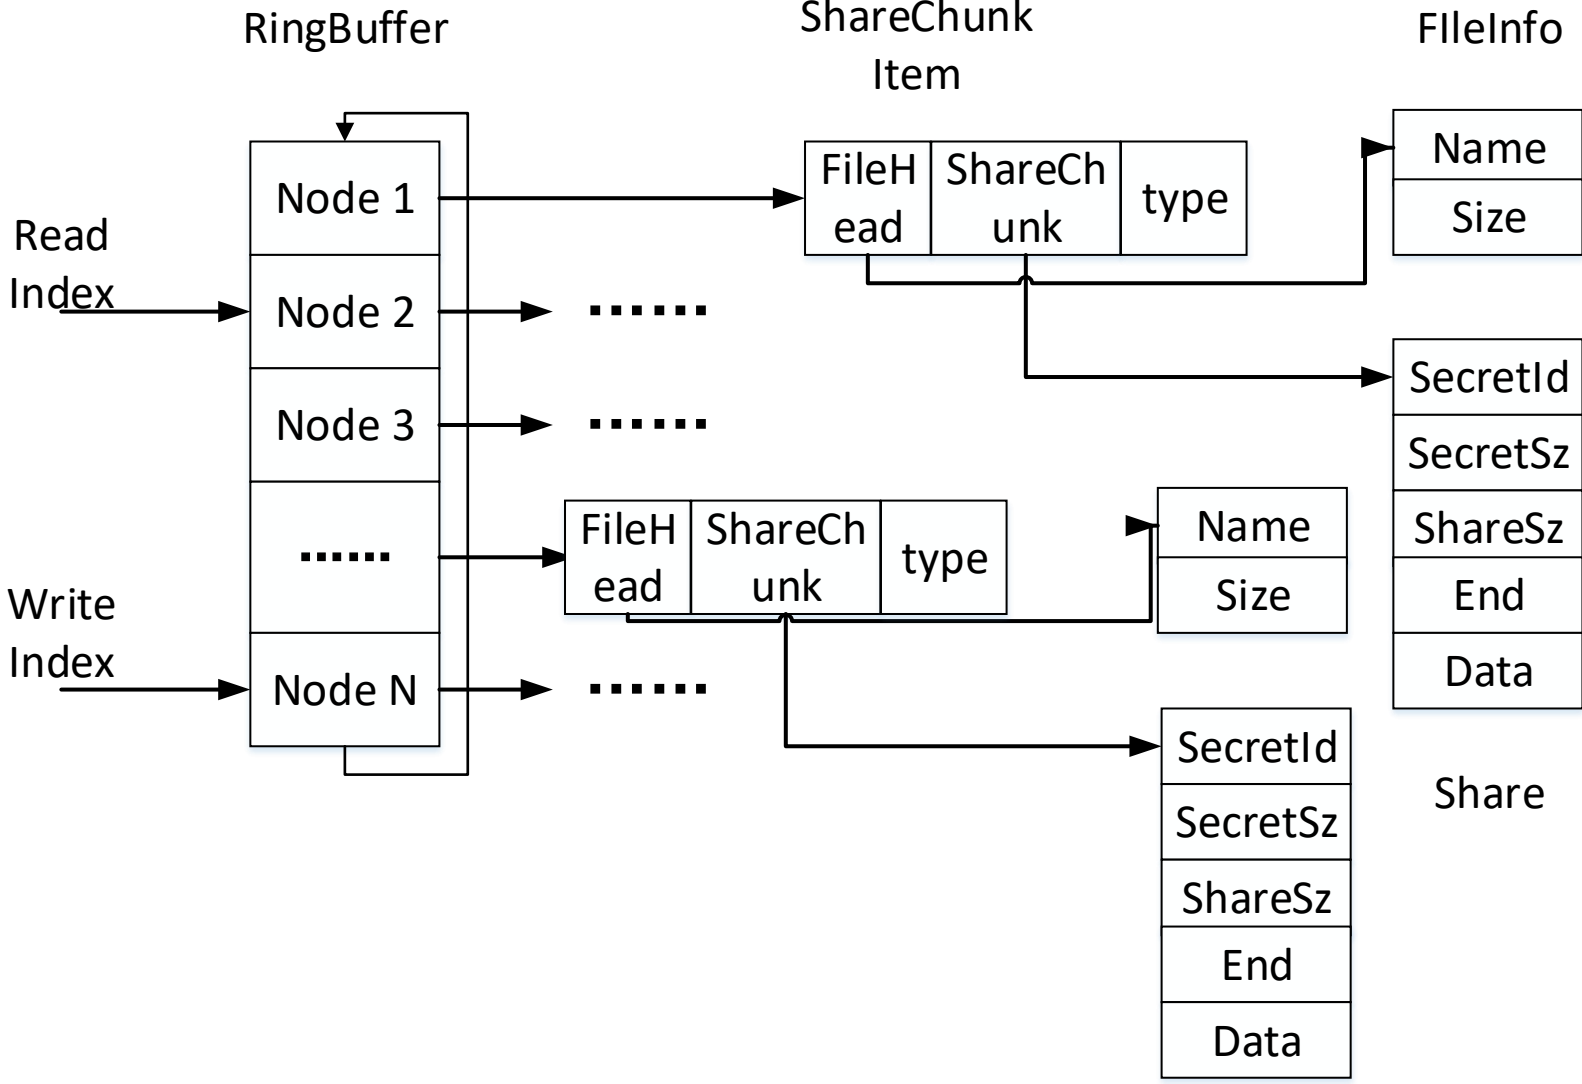 RingBuffer
ShareChunk
Item
FIleInfo
Node 1
FileH
ead
ShareCh
unk
type
Name
Size
Read
Index
Node 2
......
Node 3
......
SecretId
SecretSz
ShareSz
End
Data
......
FileH
ead
ShareCh
unk
type
Name
Size
Write
Index
Node N
......
SecretId
SecretSz
ShareSz
End
Data
Share